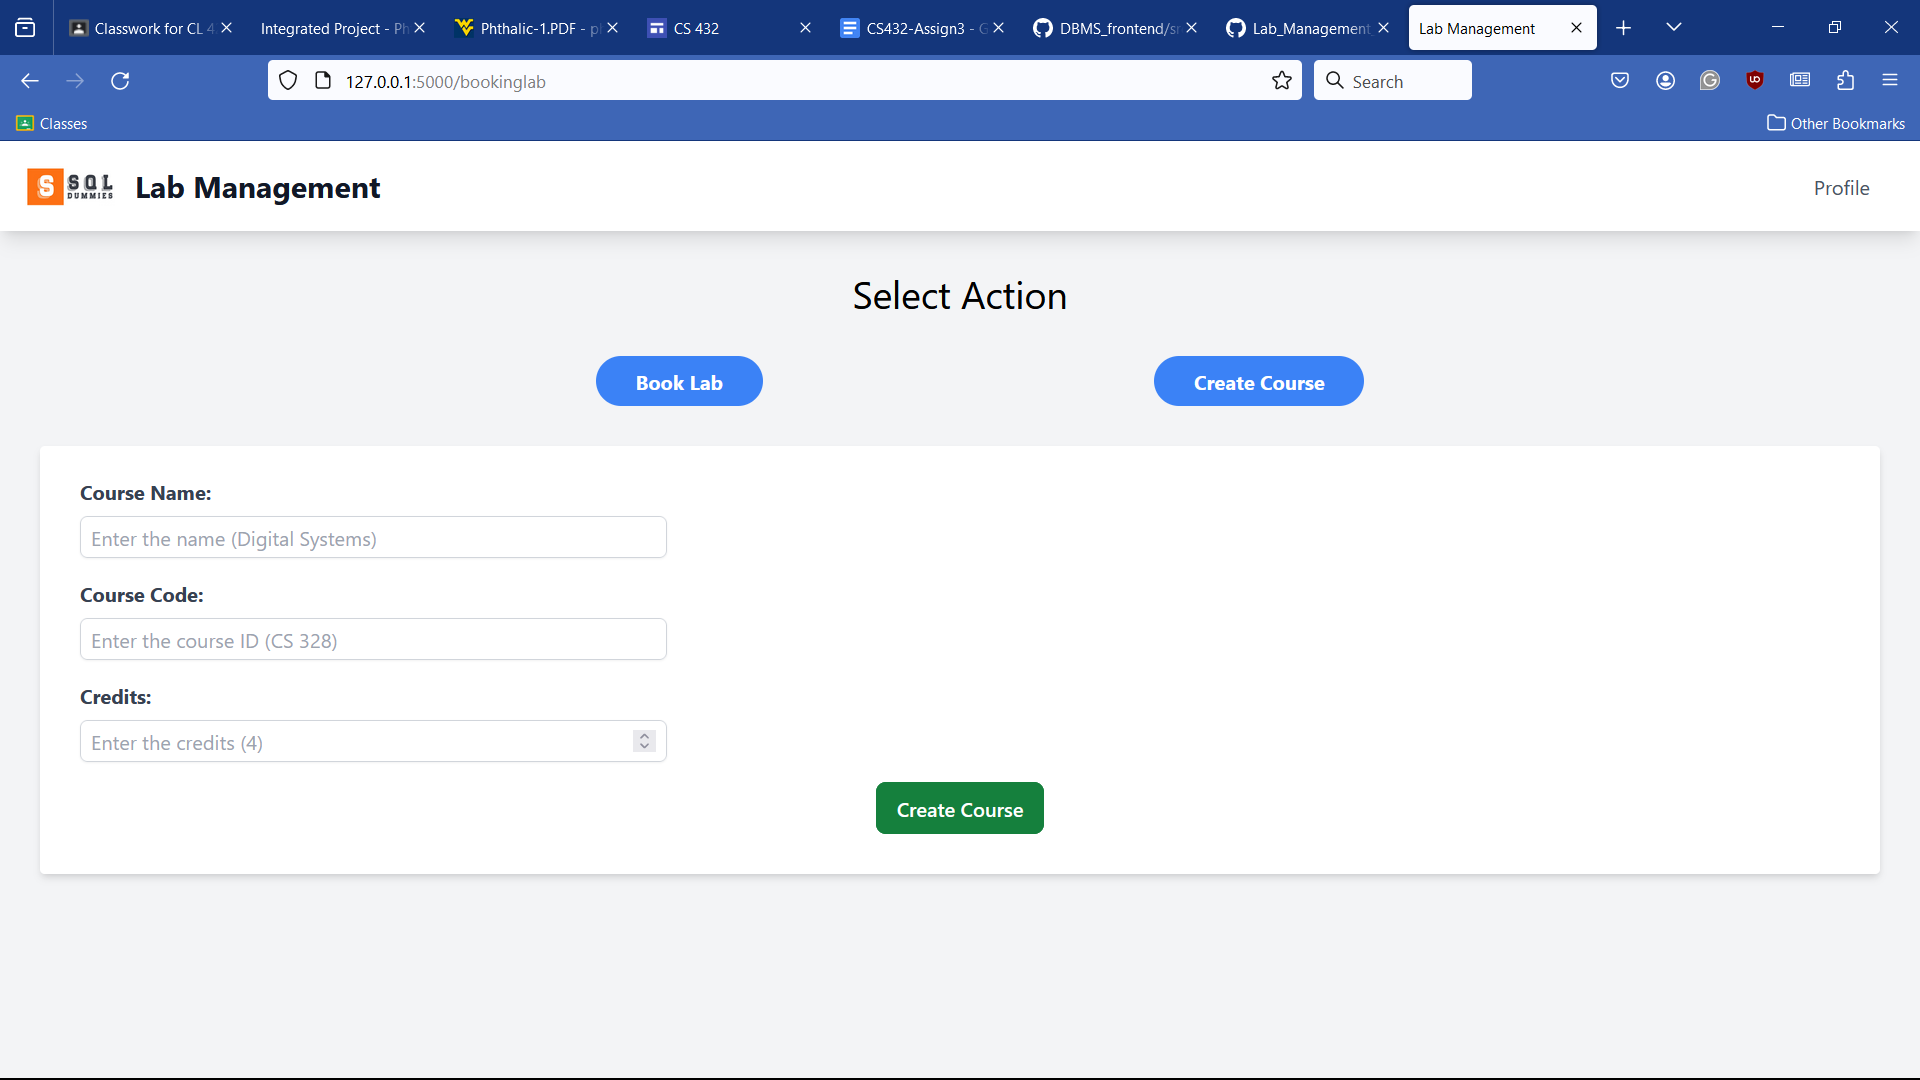 Classwork for CL 4
Integrated Project - Ph
Phthalic-1.PDF - pl
CS 432
CS432-Assign3 - G
DBMS_frontend/sr
Lab_Management_
Lab Management
127.0.0.1:5000/bookinglab
Search
Classes
Other Bookmarks
S SQL DUMMIES
Lab Management
Profile
Select Action
Book Lab
Create Course
Course Name:
Enter the name (Digital Systems)
Course Code:
Enter the course ID (CS 328)
Credits:
Enter the credits (4)
Create Course